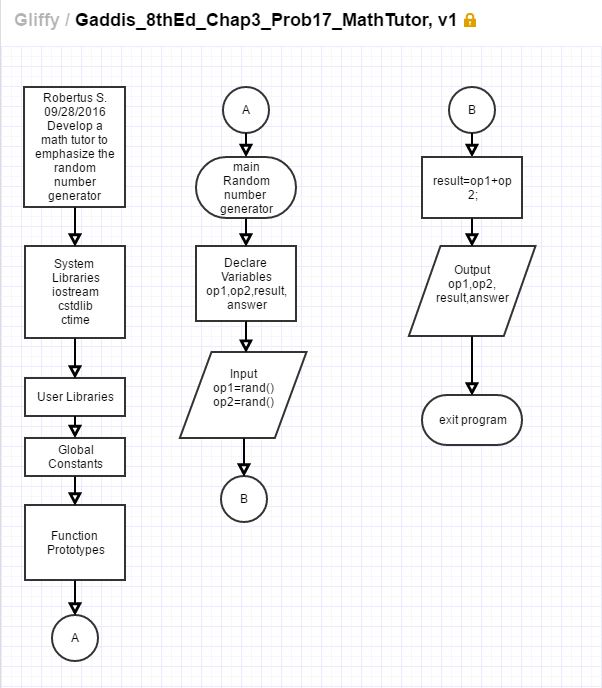 Gliffy / Gaddis_8thEd_Chap3_Prob17_MathTutor, v1
Robertus S.
09/28/2016
Develop a
math tutor to
emphasize the
random
number
generator
System
Libraries
iostream
cstdlib
ctime
User Libraries
Global
Constants
Function
Prototypes
A
A
main
Random
number
generator
Declare
Variables
op1,op2,result,
answer
Input
op1=rand()
op2=rand()
B
B
result=op1+op
2;
Output
op1,op2,
result,answer
exit program